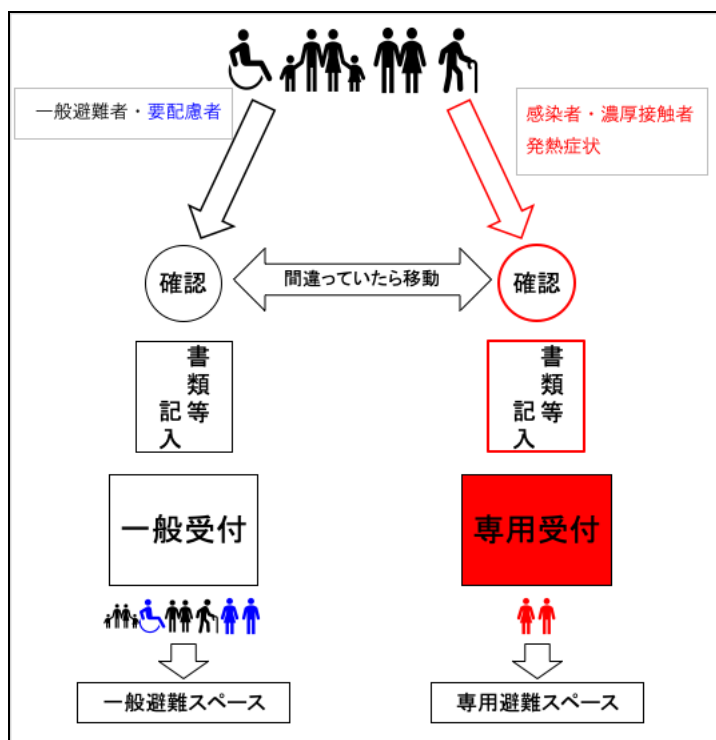 一般避難者・要配慮者
感染者・濃厚接触者
発熱症状
確認
間違っていたら移動
確認
書類等
記入
書類等
記入
一般受付
専用受付
一般避難スペース
専用避難スペース